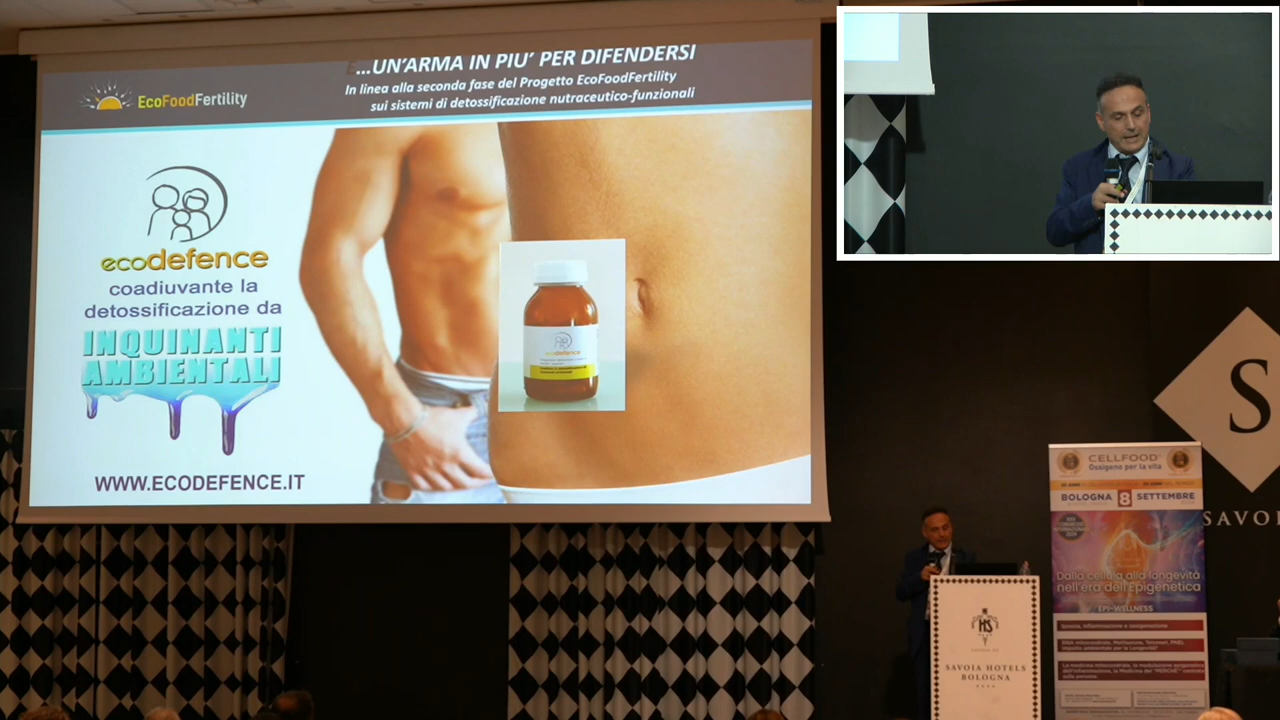 ...UN'ARMA IN PIU' PER DIFENDERSI
In linea alla seconda fase del Progetto EcoFoodFertility
sui sistemi di detossificazione nutraceutico-funzionali
EcoFoodFertility
ecodefence
coadiuvante la
detossificazione da
INQUINANTI
AMBIENTALI
WWW.ECODEFENCE.IT
ecodefence
S
SAVOI
CELLFOOD
Ossigeno per la vita
BOLOGNA 8 SETTEMBRE
Dalla cellula alla longevità
nell'era dell'Epigenetica
EPI-WELLNESS
HS
SAVOIA HOTELS
BOLOGNA